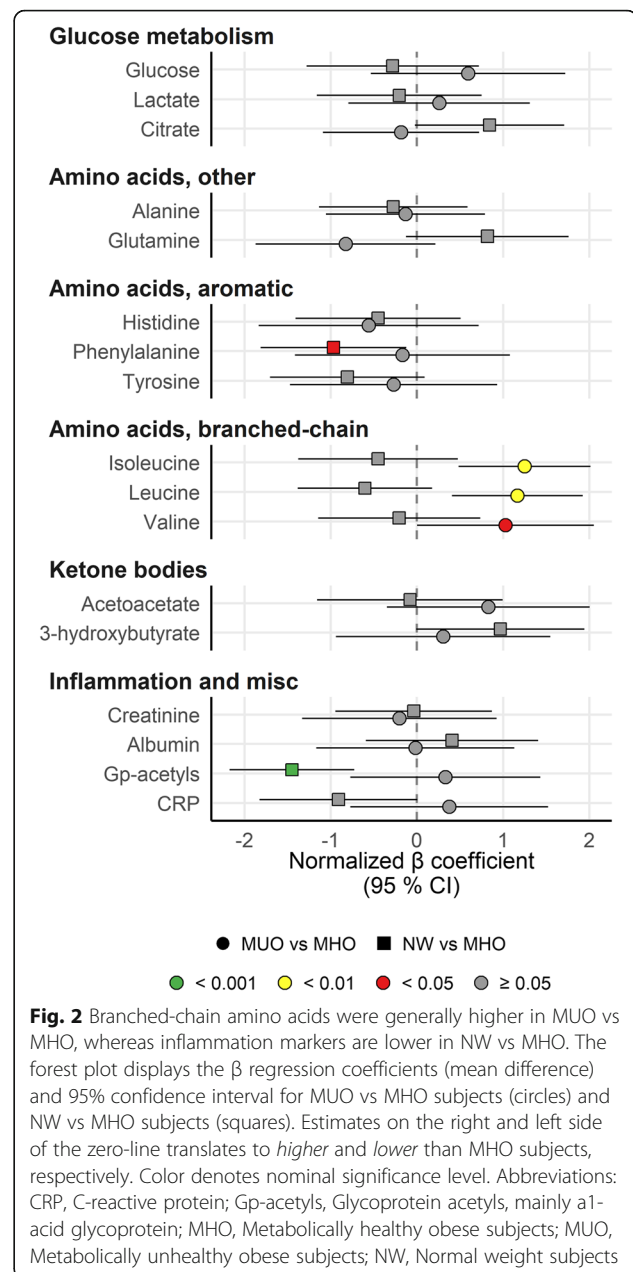 Glucose metabolism
Glucose
Lactate
Citrate
Amino acids, other
Alanine
Glutamine
Amino acids, aromatic
Histidine
Phenylalanine
Tyrosine
Amino acids, branched-chain
Isoleucine
Leucine
Valine
Ketone bodies
Acetoacetate
3-hydroxybutyrate
Inflammation and misc
Creatinine
Albumin
Gp-acetyls
CRP
-2 -1 0 1 2
Normalized β coefficient
(95 % CI)
MUO vs MHO NW vs MHO
< 0.001 < 0.01 < 0.05 ≥ 0.05
Fig. 2 Branched-chain amino acids were generally higher in MUO vs
MHO, whereas inflammation markers are lower in NW vs MHO. The
forest plot displays the β regression coefficients (mean difference)
and 95% confidence interval for MUO vs MHO subjects (circles) and
NW vs MHO subjects (squares). Estimates on the right and left side
of the zero-line translates to higher and lower than MHO subjects,
respectively. Color denotes nominal significance level. Abbreviations:
CRP, C-reactive protein; Gp-acetyls, Glycoprotein acetyls, mainly a1-
acid glycoprotein; MHO, Metabolically healthy obese subjects; MUO,
Metabolically unhealthy obese subjects; NW, Normal weight subjects